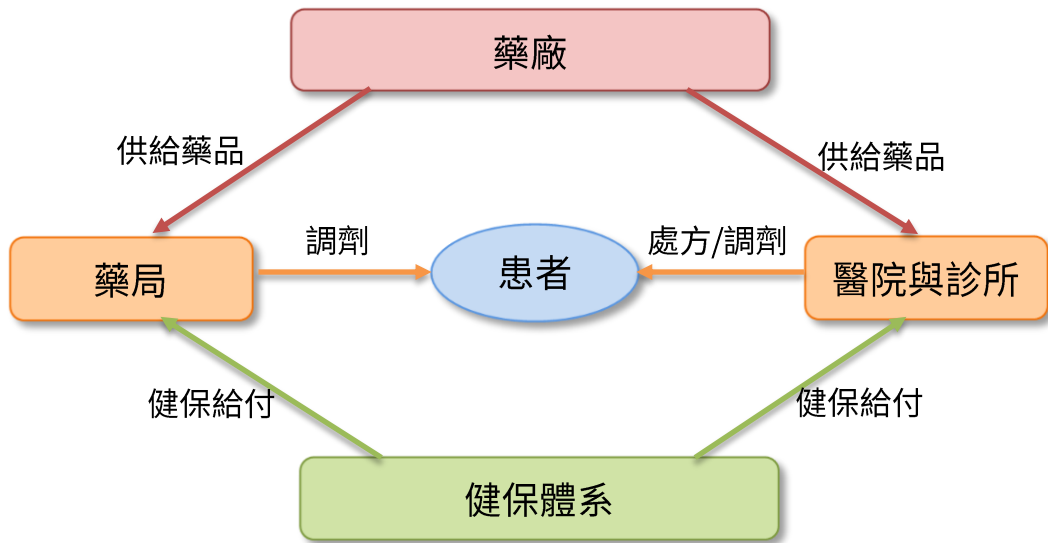 藥廠
供給藥品
供給藥品
調劑
處方/調劑
藥局
患者
醫院與診所
健保給付
健保給付
健保體系